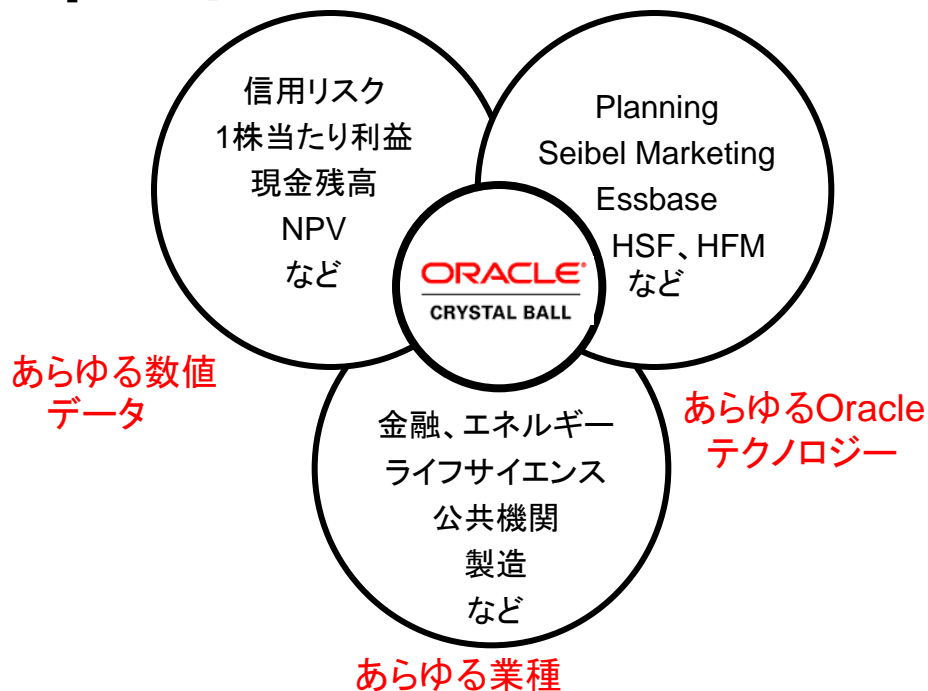 信用リスク
1株当たり利益
現金残高
NPV
など
あらゆる数値
データ
Planning
Seibel Marketing
Essbase
HSF、HFM
など
あらゆるOracle
テクノロジー
ORACLE®
CRYSTAL BALL
金融、エネルギー
ライフサイエンス
公共機関
製造
など
あらゆる業種